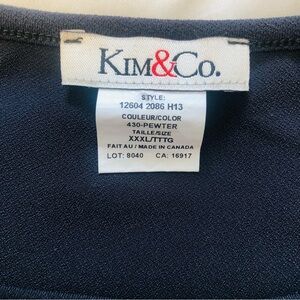 KIM&CO.
STYLE:
12604 2086 H13
COULEUR/COLOR
430-PEWTER
TAILLE/SIZE
XXXL/TTTG
FAIT AU / MADE IN CANADA
LOT: 8040 CA: 16917